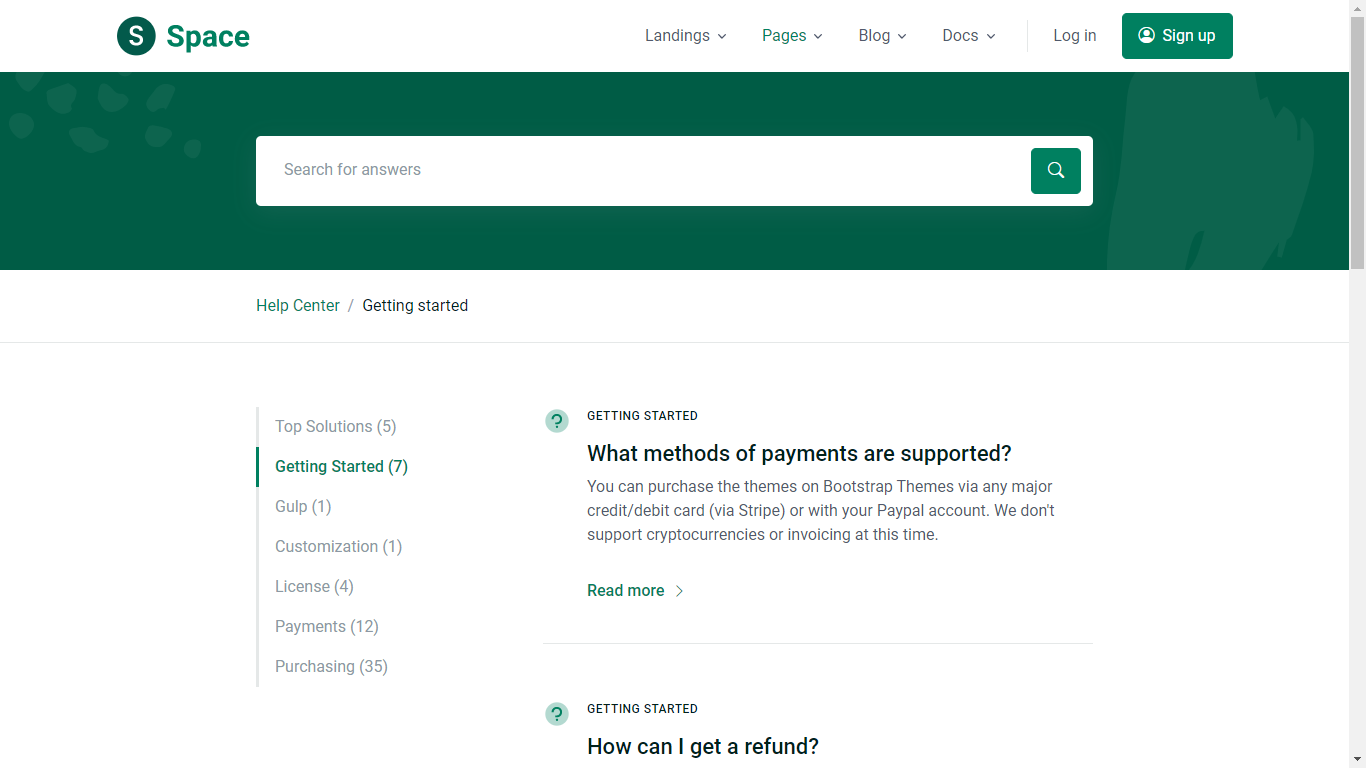 S Space
Landings
Pages
Blog
Docs
Log in
Sign up
Search for answers
Help Center / Getting started
Top Solutions (5)
Getting Started (7)
Gulp (1)
Customization (1)
License (4)
Payments (12)
Purchasing (35)
? GETTING STARTED
What methods of payments are supported?
You can purchase the themes on Bootstrap Themes via any major
credit/debit card (via Stripe) or with your Paypal account. We don't
support cryptocurrencies or invoicing at this time.
Read more
? GETTING STARTED
How can I get a refund?